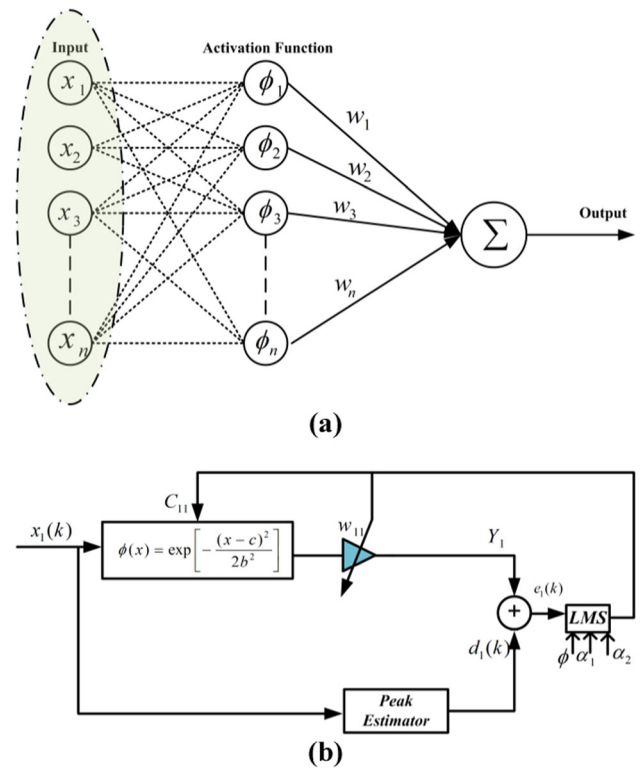 Input
Activation Function
x1
ϕ1
w1
x2
ϕ2
w2
x3
ϕ3
w3
Σ
Output
wn
xn
ϕn
(a)
C11
x1(k)
ϕ(x) = exp[−(x−c)²/2b²]
w11
Y1
e1(k)
+
LMS
d1(k)
ϕ α1 α2
Peak
Estimator
(b)